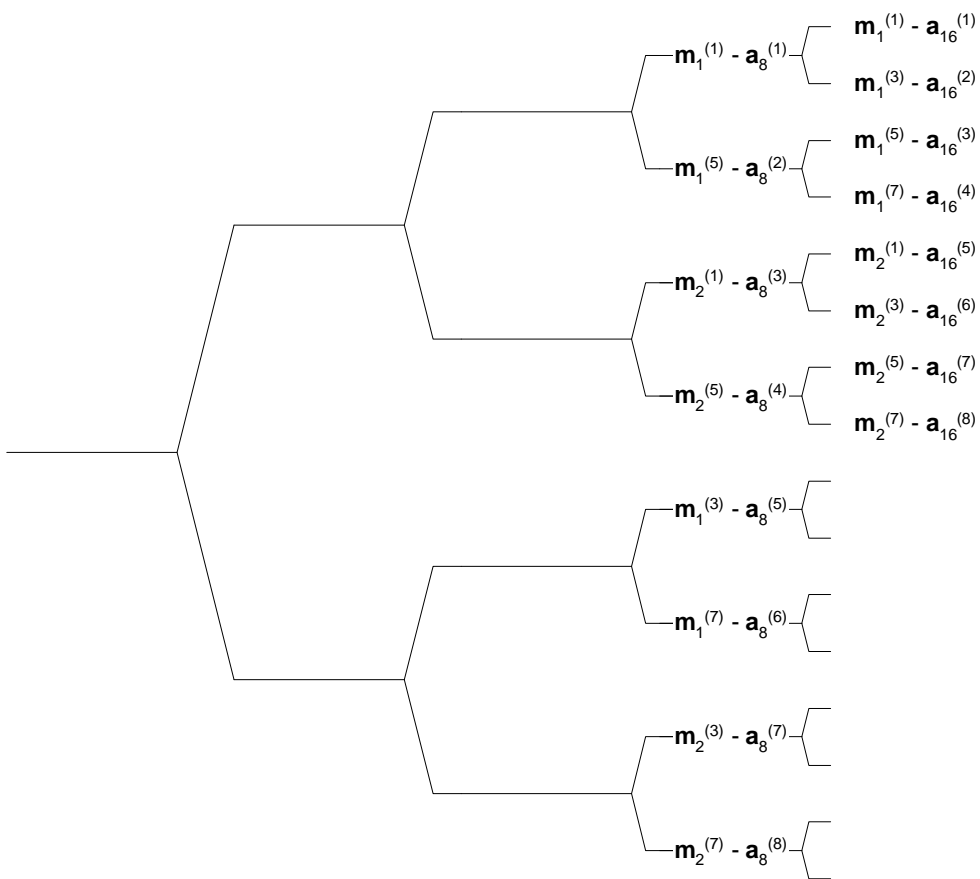 m₁⁽¹⁾ - a₁₆⁽¹⁾
m₁⁽¹⁾ - a₈⁽¹⁾
m₁⁽³⁾ - a₁₆⁽²⁾
m₁⁽⁵⁾ - a₁₆⁽³⁾
m₁⁽⁵⁾ - a₈⁽²⁾
m₁⁽⁷⁾ - a₁₆⁽⁴⁾
m₂⁽¹⁾ - a₁₆⁽⁵⁾
m₂⁽¹⁾ - a₈⁽³⁾
m₂⁽³⁾ - a₁₆⁽⁶⁾
m₂⁽⁵⁾ - a₁₆⁽⁷⁾
m₂⁽⁵⁾ - a₈⁽⁴⁾
m₂⁽⁷⁾ - a₁₆⁽⁸⁾
m₁⁽³⁾ - a₈⁽⁵⁾
m₁⁽⁷⁾ - a₈⁽⁶⁾
m₂⁽³⁾ - a₈⁽⁷⁾
m₂⁽⁷⁾ - a₈⁽⁸⁾